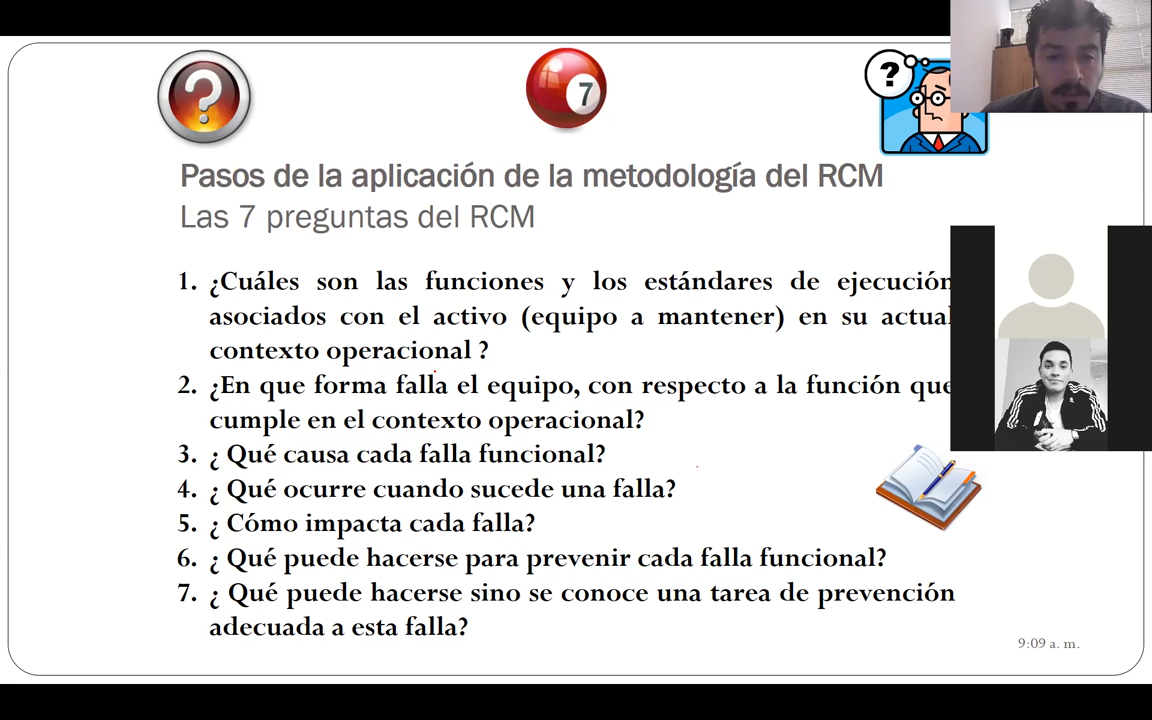 ?
7
?
Pasos de la aplicación de la metodología del RCM
Las 7 preguntas del RCM
1. ¿Cuáles son las funciones y los estándares de ejecución
asociados con el activo (equipo a mantener) en su actual
contexto operacional ?
2. ¿En que forma falla el equipo, con respecto a la función que
cumple en el contexto operacional?
3. ¿ Qué causa cada falla funcional?
4. ¿ Qué ocurre cuando sucede una falla?
5. ¿ Cómo impacta cada falla?
6. ¿ Qué puede hacerse para prevenir cada falla funcional?
7. ¿ Qué puede hacerse sino se conoce una tarea de prevención
adecuada a esta falla?
9:09 a. m.